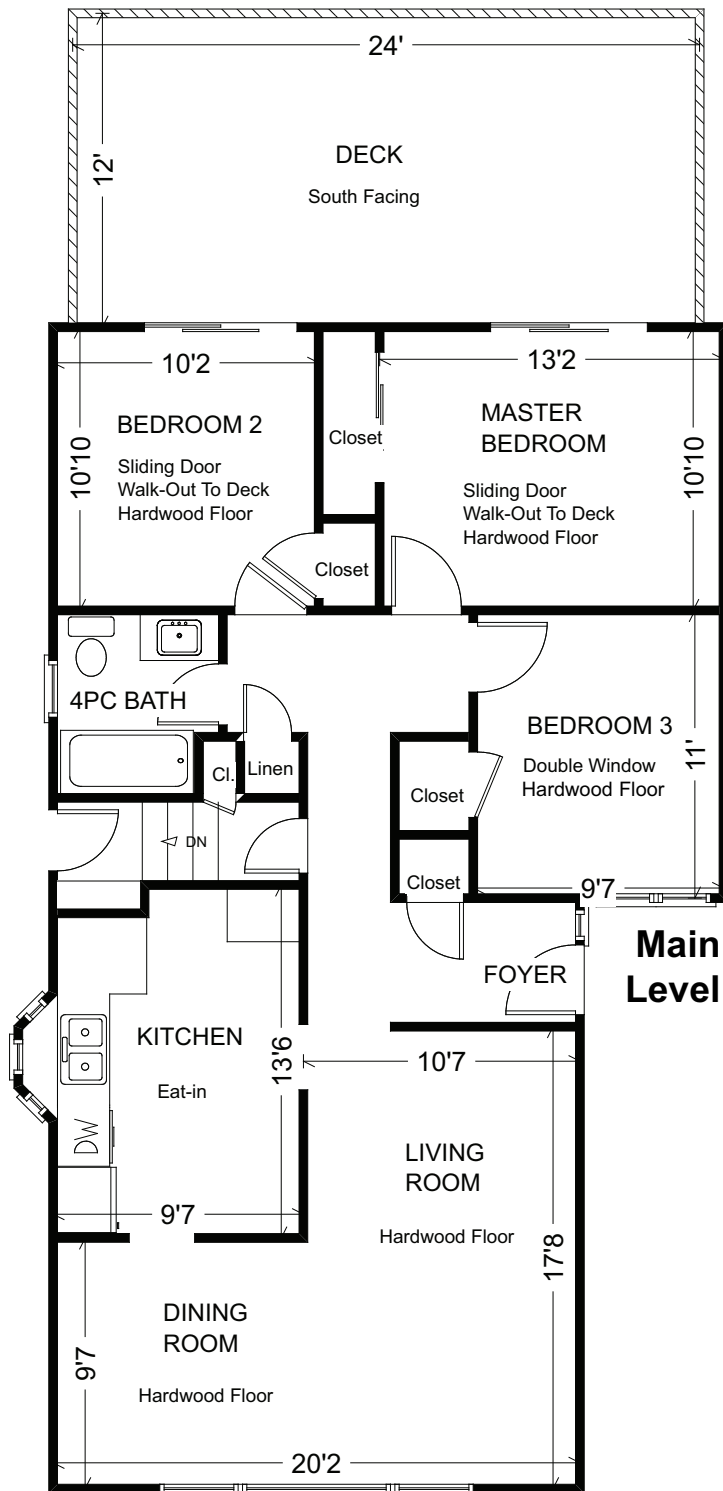 24'
12'
DECK
South Facing
10'2
13'2
10'10
BEDROOM 2
Sliding Door
Walk-Out To Deck
Hardwood Floor
Closet
MASTER
BEDROOM
Sliding Door
Walk-Out To Deck
Hardwood Floor
10'10
Closet
4PC BATH
Cl.
Linen
BEDROOM 3
Double Window
Hardwood Floor
11'
Closet
DN
Closet
9'7
FOYER
Main
Level
KITCHEN
Eat-in
13'6
DW
9'7
10'7
LIVING
ROOM
Hardwood Floor
17'8
DINING
ROOM
Hardwood Floor
9'7
20'2